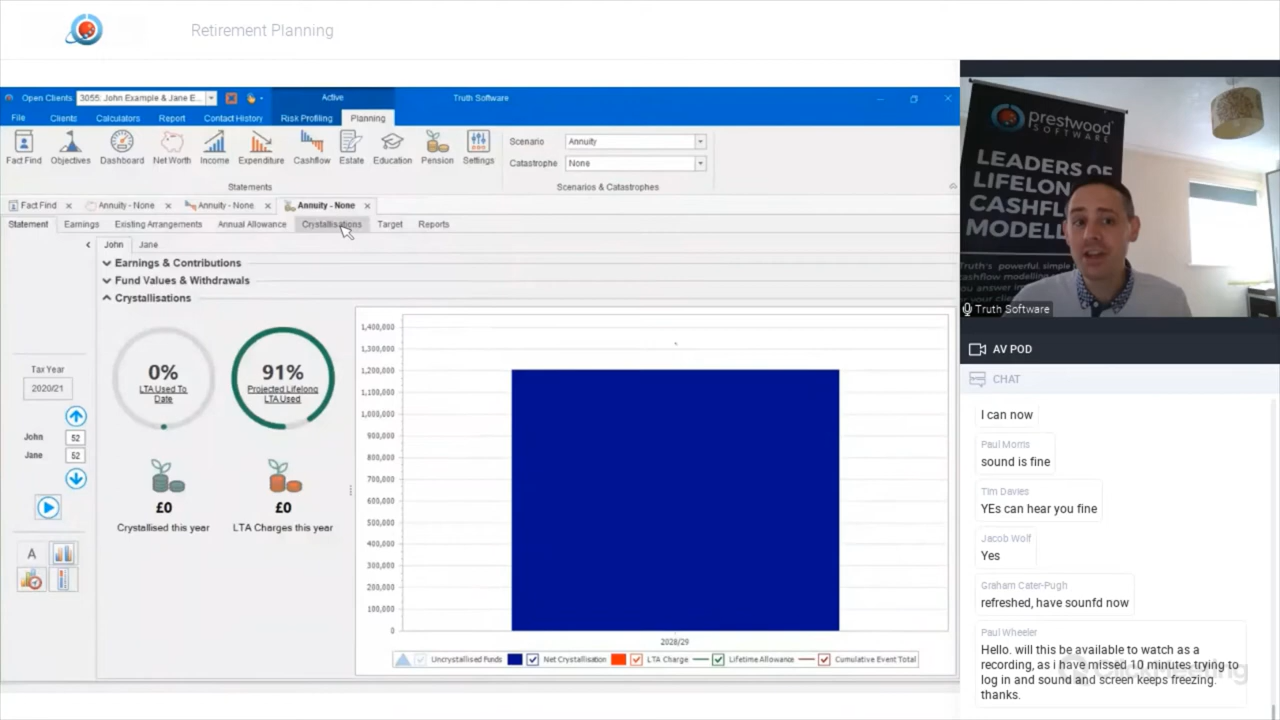 Retirement Planning
Open Clients
3055: John Example & Jane E...
Active
Truth Software
File
Clients
Calculators
Report
Contact History
Risk Profiling
Planning
Fact Find
Objectives
Dashboard
Net Worth
Income
Expenditure
Cashflow
Estate
Education
Pension
Settings
Scenario
Annuity
Catastrophe
None
Statements
Scenarios & Catastrophes
Fact Find
Annuity - None
Annuity - None
Annuity - None
Statement
Earnings
Existing Arrangements
Annual Allowance
Crystallisations
Target
Reports
John
Jane
Earnings & Contributions
Fund Values & Withdrawals
Crystallisations
Tax Year
2020/21
John
52
Jane
52
A
0%
LTA Used To
Date
91%
Projected Lifelong
LTA Used
£0
Crystallised this year
£0
LTA Charges this year
1,400,000
1,300,000
1,200,000
1,100,000
1,000,000
900,000
800,000
700,000
600,000
500,000
400,000
300,000
200,000
100,000
0
2028/29
Uncrystallised Funds
Net Crystallisation
LTA Charge
Lifetime Allowance
Cumulative Event Total
prestwood
SOFTWARE
LEADERS OF
LIFELON
CASHFL
MODELL
Truth Software
AV POD
CHAT
I can now
Paul Morris
sound is fine
Tim Davies
YEs can hear you fine
Jacob Wolf
Yes
Graham Cater-Pugh
refreshed, have sounfd now
Paul Wheeler
Hello. will this be available to watch as a
recording, as i have missed 10 minutes trying to
log in and sound and screen keeps freezing.
thanks.